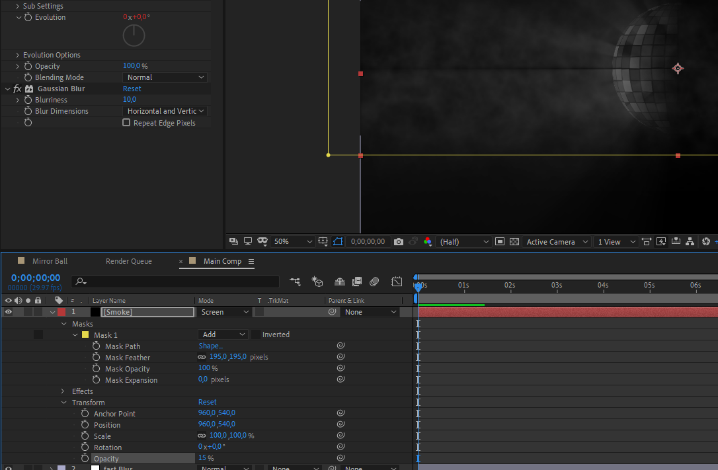 Sub Settings
Evolution 0x+0,0°
Evolution Options
Opacity 100,0 %
Blending Mode Normal
fx Gaussian Blur Reset
Blurriness 10,0
Blur Dimensions Horizontal and Vertic
Repeat Edge Pixels
50% 0;00;00;00 (Half) Active Camera 1 View
Mirror Ball Render Queue × Main Comp
0;00;00;00
00000 (29.97 fps)
00s 01s 02s 03s 04s 05s 06s
# Layer Name Mode T .TrkMat Parent & Link
1 [Smoke] Screen None
Masks
Mask 1 Add Inverted
Mask Path Shape...
Mask Feather 195,0,195,0 pixels
Mask Opacity 100 %
Mask Expansion 0,0 pixels
Effects
Transform Reset
Anchor Point 960,0,540,0
Position 960,0,540,0
Scale 100,0,100,0 %
Rotation 0x+0,0°
Opacity 15 %
2 Normal None